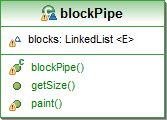 blockPipe
blocks: LinkedList <E>
blockPipe()
getSize()
paint()